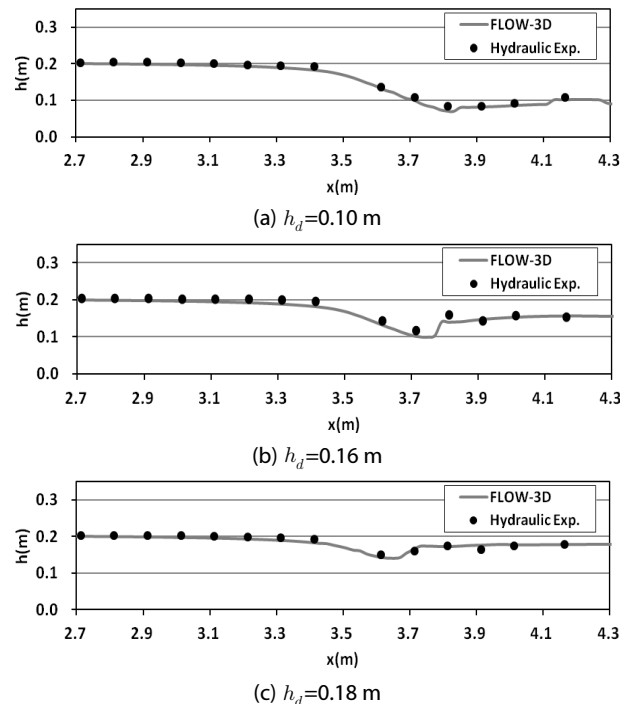 0.3
0.2
0.1
0.0
h(m)
FLOW-3D
Hydraulic Exp.
2.7 2.9 3.1 3.3 3.5 3.7 3.9 4.1 4.3
x(m)
(a) h_d=0.10 m
0.3
0.2
0.1
0.0
h(m)
FLOW-3D
Hydraulic Exp.
2.7 2.9 3.1 3.3 3.5 3.7 3.9 4.1 4.3
x(m)
(b) h_d=0.16 m
0.3
0.2
0.1
0.0
h(m)
FLOW-3D
Hydraulic Exp.
2.7 2.9 3.1 3.3 3.5 3.7 3.9 4.1 4.3
x(m)
(c) h_d=0.18 m